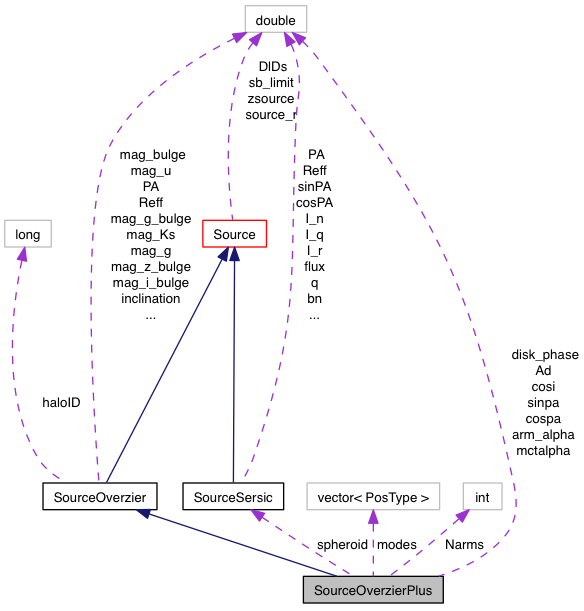 double
DlDs
sb_limit
zsource
source_r
mag_bulge
mag_u
PA
Reff
mag_g_bulge
mag_Ks
mag_g
mag_z_bulge
mag_i_bulge
inclination
...
PA
Reff
sinPA
cosPA
I_n
I_q
I_r
flux
q
bn
...
long
Source
disk_phase
Ad
cosi
sinpa
cospa
arm_alpha
mctalpha
haloID
SourceOverzier
SourceSersic
vector< PosType >
int
spheroid
modes
Narms
SourceOverzierPlus